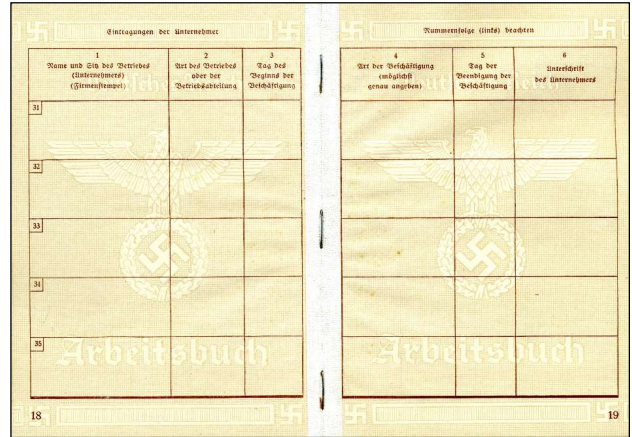 Eintragungen der Unternehmer
1
Name und Sitz des Betriebes
(Unternehmers)
(Firmenstempel)
2
Art des Betriebes
oder der
Betriebsabteilung
3
Tag des
Beginns der
Beschäftigung
31
32
33
34
35
Arbeitsbuch
18
Nummernfolge (links) beachten
4
Art der Beschäftigung
(möglichst
genau angeben)
5
Tag der
Beendigung der
Beschäftigung
6
Unterschrift
des Unternehmers
Arbeitsbuch
19